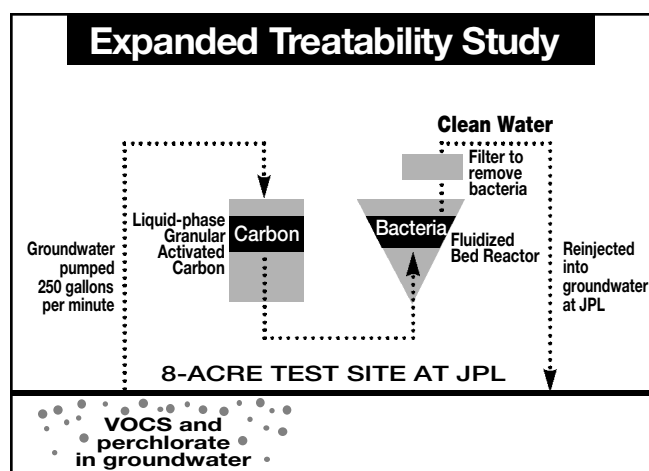 Expanded Treatability Study
Clean Water
Filter to
remove
bacteria
Liquid-phase
Granular
Activated
Carbon
Carbon
Bacteria
Fluidized
Bed Reactor
Groundwater
pumped
250 gallons
per minute
Reinjected
into
groundwater
at JPL
8-ACRE TEST SITE AT JPL
VOCS and
perchlorate
in groundwater